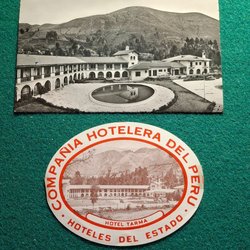 COMPAÑIA HOTELERA DEL PERU
HOTEL TARMA
· HOTELES DEL ESTADO ·